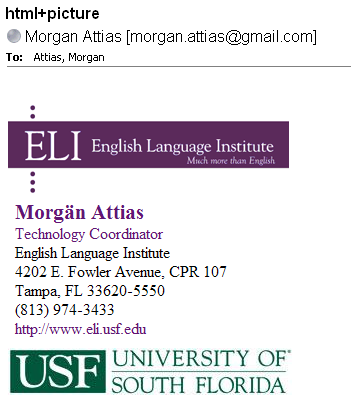 html+picture
Morgan Attias [morgan.attias@gmail.com]
To: Attias, Morgan
ELI English Language Institute
Much more than English
Morgän Attias
Technology Coordinator
English Language Institute
4202 E. Fowler Avenue, CPR 107
Tampa, FL 33620-5550
(813) 974-3433
http://www.eli.usf.edu
USF UNIVERSITY OF
SOUTH FLORIDA